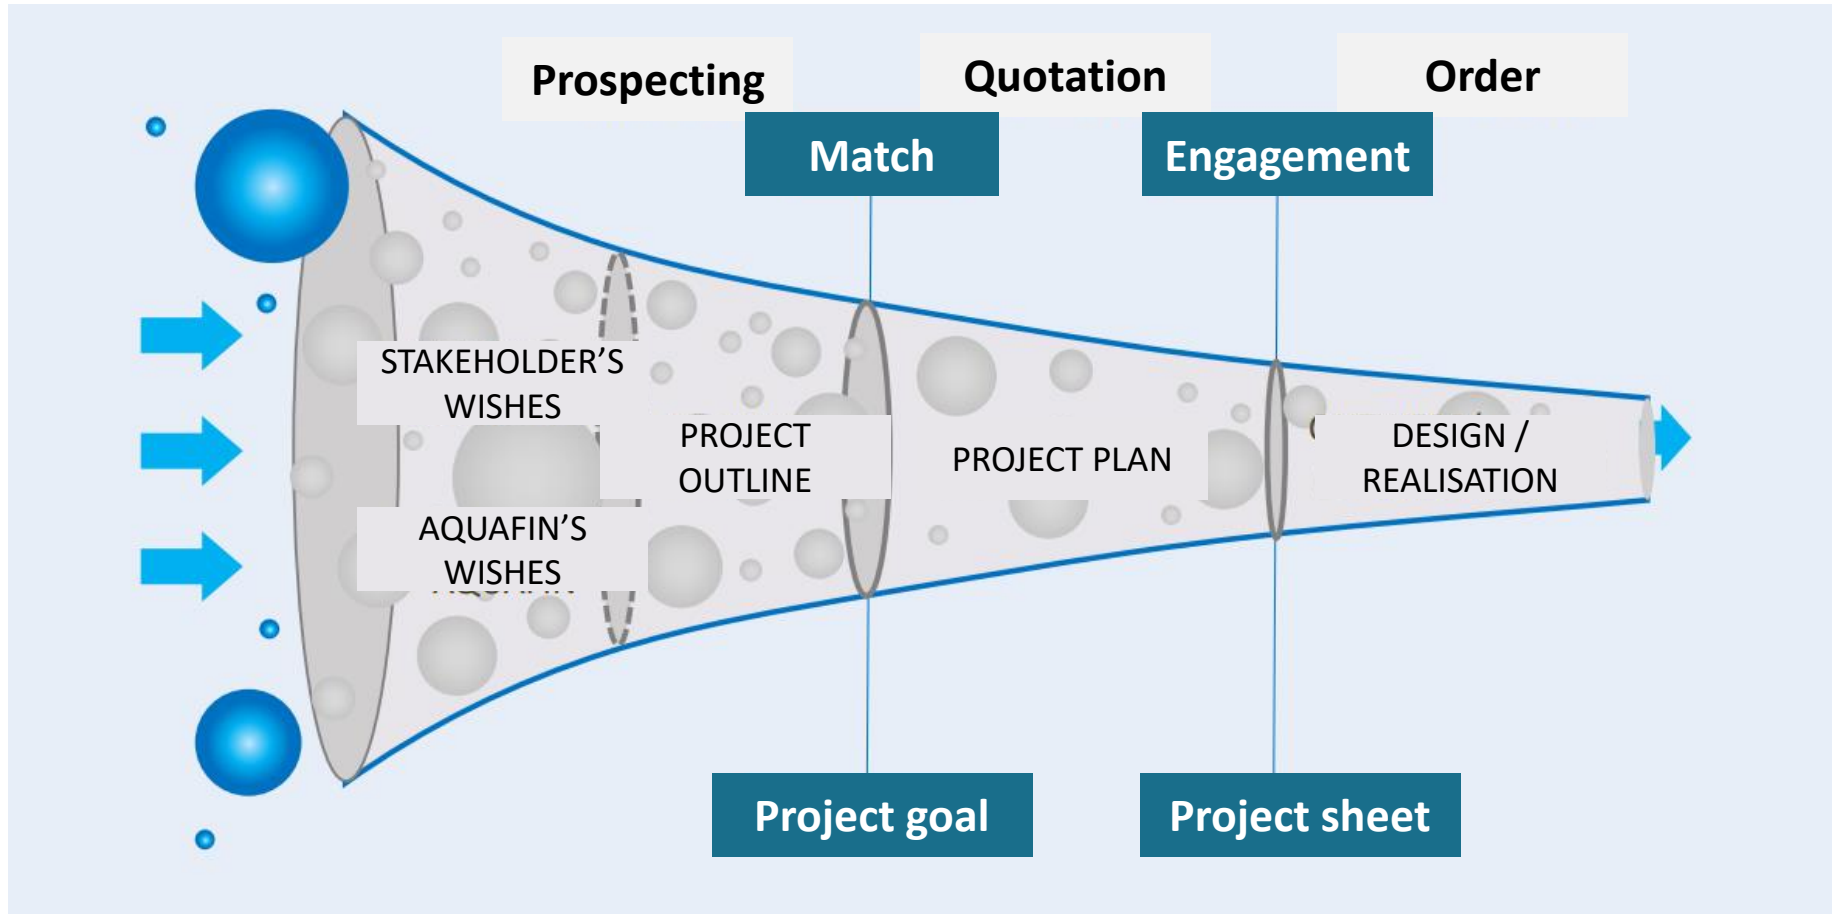 Prospecting
Quotation
Order
Match
Engagement
STAKEHOLDER'S
WISHES
PROJECT
OUTLINE
PROJECT PLAN
DESIGN /
REALISATION
AQUAFIN'S
WISHES
Project goal
Project sheet